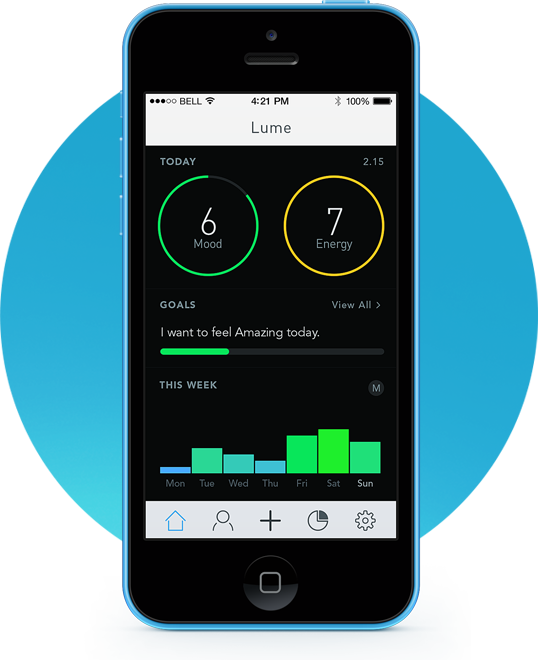 BELL 4:21 PM 100%
Lume
TODAY 2.15
6 7
Mood Energy
GOALS View All >
I want to feel Amazing today.
THIS WEEK M
Mon Tue Wed Thu Fri Sat Sun